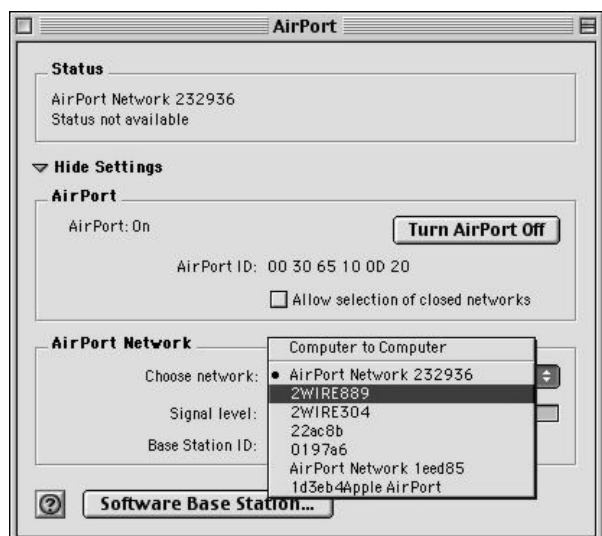 AirPort
Status
AirPort Network 232936
Status not available
Hide Settings
AirPort
AirPort: On
Turn AirPort Off
AirPort ID: 00 30 65 10 0D 20
Allow selection of closed networks
AirPort Network
Computer to Computer
Choose network: • AirPort Network 232936
2WIRE889
Signal level: 2WIRE304
22ac8b
Base Station ID: 0197a6
AirPort Network 1eed85
1d3eb4Apple AirPort
? Software Base Station...